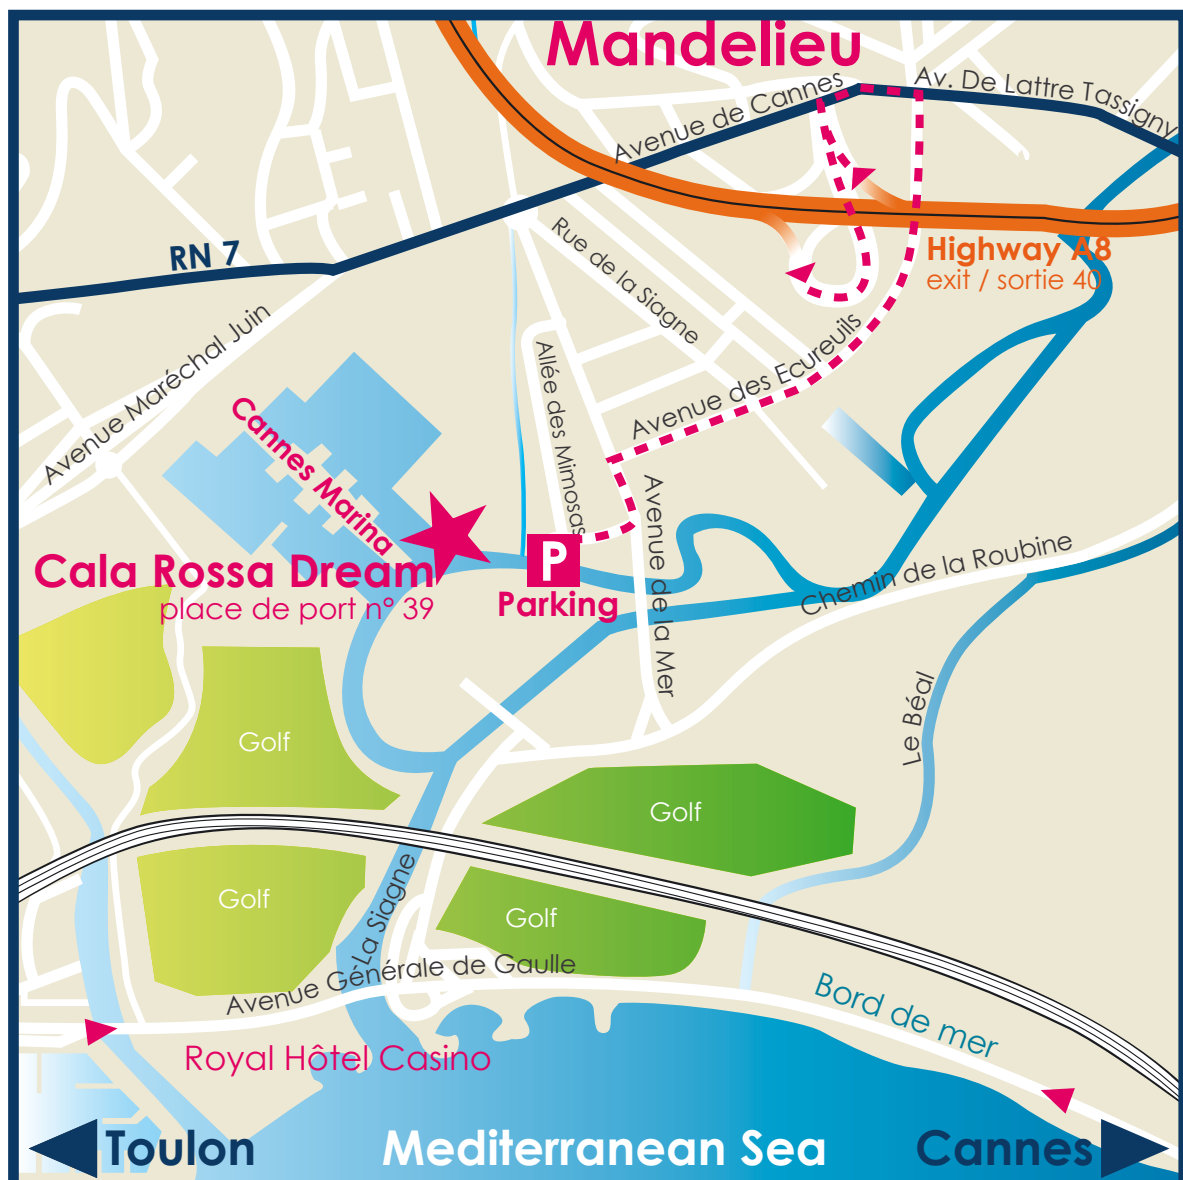 Mandelieu
Av. De Lattre Tassigny
Avenue de Cannes
RN 7
Rue de la Siagne
Highway A8
exit / sortie 40
Avenue Maréchal Juin
Allée des Mimosas
Avenue des Ecureuils
Cannes Marina
Avenue de la Mer
Cala Rossa Dream
place de port n° 39
P
Parking
Chemin de la Roubine
Le Béal
Golf
Golf
Golf
Golf
La Siagne
Avenue Générale de Gaulle
Bord de mer
Royal Hôtel Casino
Toulon
Mediterranean Sea
Cannes